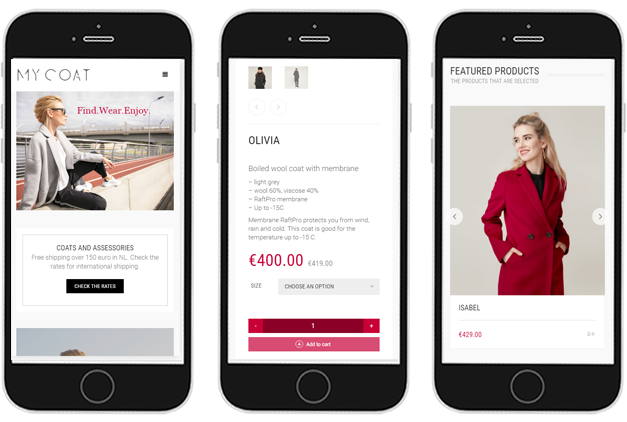 MY COAT
Find.Wear.Enjoy.
COATS AND ASSESSORIES
Free shipping over 150 euro in NL. Check the
rates for international shipping
CHECK THE RATES
OLIVIA
Boiled wool coat with membrane
– light grey
– wool 60%, viscose 40%
– RaftPro membrane
– Up to -15C
Membrane RaftPro protects you from wind,
rain and cold. This coat is good for the
temperature up to -15 C.
€400.00 €419.00
SIZE CHOOSE AN OPTION
- 1 +
Add to cart
FEATURED PRODUCTS
THE PRODUCTS THAT ARE SELECTED
ISABEL
€429.00